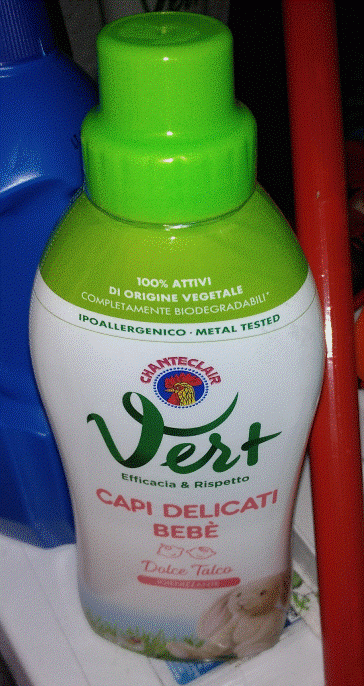 100% ATTIVI
DI ORIGINE VEGETALE
COMPLETAMENTE BIODEGRADABILI*
IPOALLERGENICO · METAL TESTED
CHANTECLAIR
Vert
Efficacia & Rispetto
CAPI DELICATI
BEBÈ
Dolce Talco